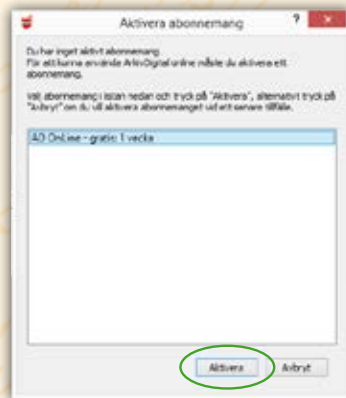 Aktivera abonnemang
?
Du har inget aktivt abonnemang.
För att kunna använda ArkivDigital online måste du aktivera ett
abonnemang.
Välj abonnemang i listan nedan och tryck på "Aktivera", alternativt tryck på
"Avbryt" om du vill aktivera abonnemanget vid ett senare tillfälle.
AD OnLine - gratis 1 vecka
Aktivera
Avbryt